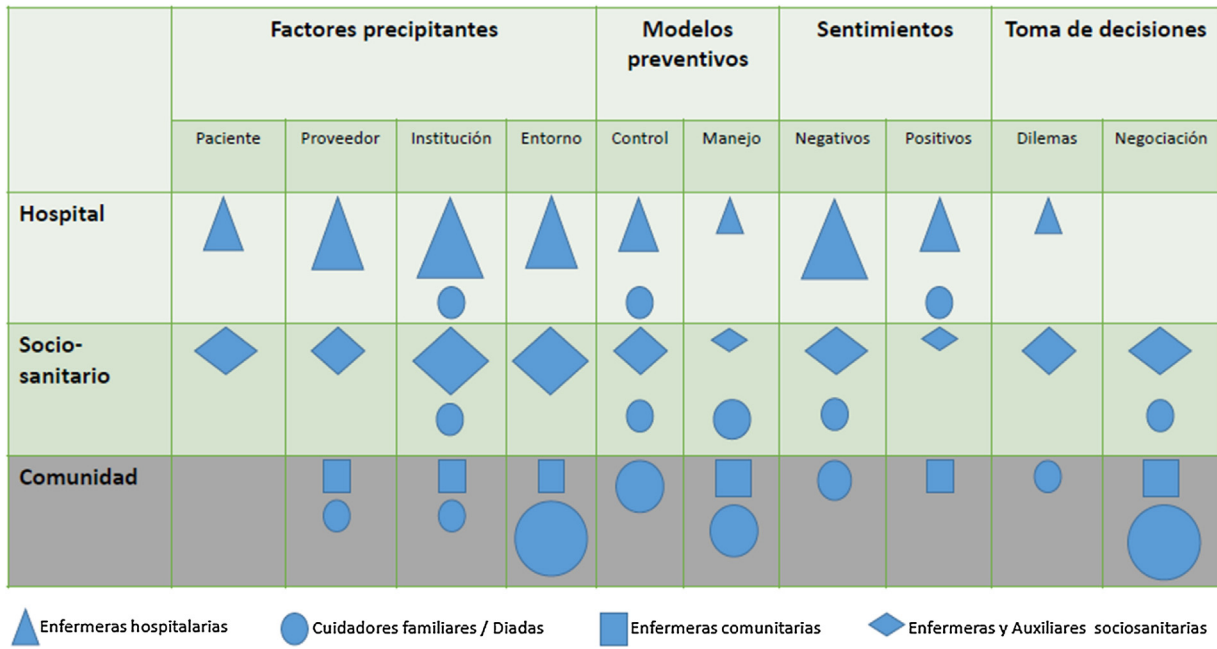 Factores precipitantes
Modelos
preventivos
Sentimientos
Toma de decisiones
Paciente
Proveedor
Institución
Entorno
Control
Manejo
Negativos
Positivos
Dilemas
Negociación
Hospital
Socio-
sanitario
Comunidad
Enfermeras hospitalarias
Cuidadores familiares / Diadas
Enfermeras comunitarias
Enfermeras y Auxiliares sociosanitarias